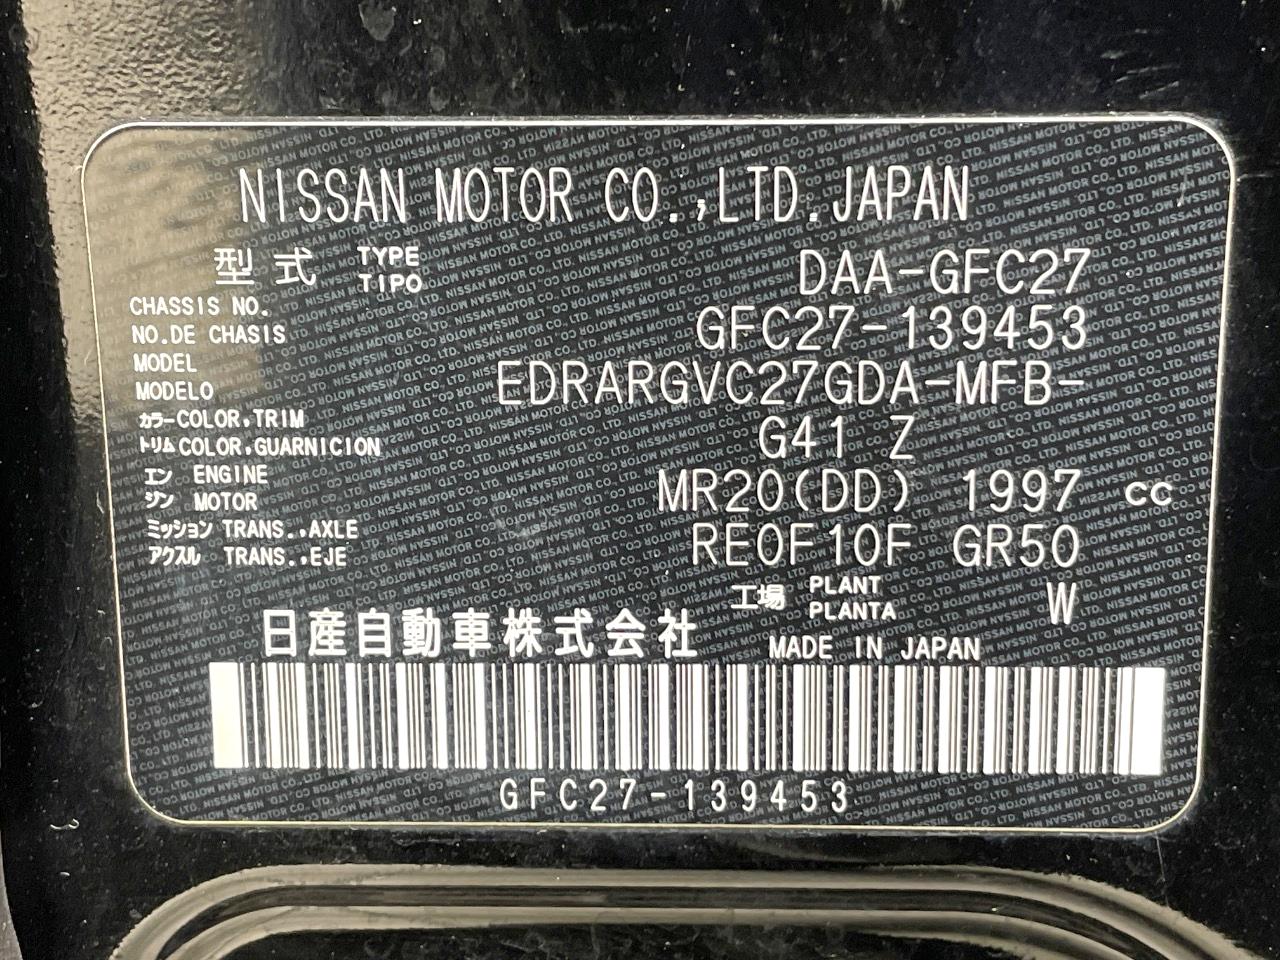 NISSAN MOTOR CO.,LTD.JAPAN
型式 TYPE TIPO DAA-GFC27
CHASSIS NO.
NO.DE CHASIS GFC27-139453
MODEL
MODELO EDRARGVC27GDA-MFB-
カラー COLOR,TRIM
トリム COLOR,GUARNICION G41 Z
エン ENGINE
ジン MOTOR MR20(DD) 1997 cc
ミッション TRANS.,AXLE
アクスル TRANS.,EJE RE0F10F GR50
工場 PLANT PLANTA W
日産自動車株式会社 MADE IN JAPAN
GFC27-139453